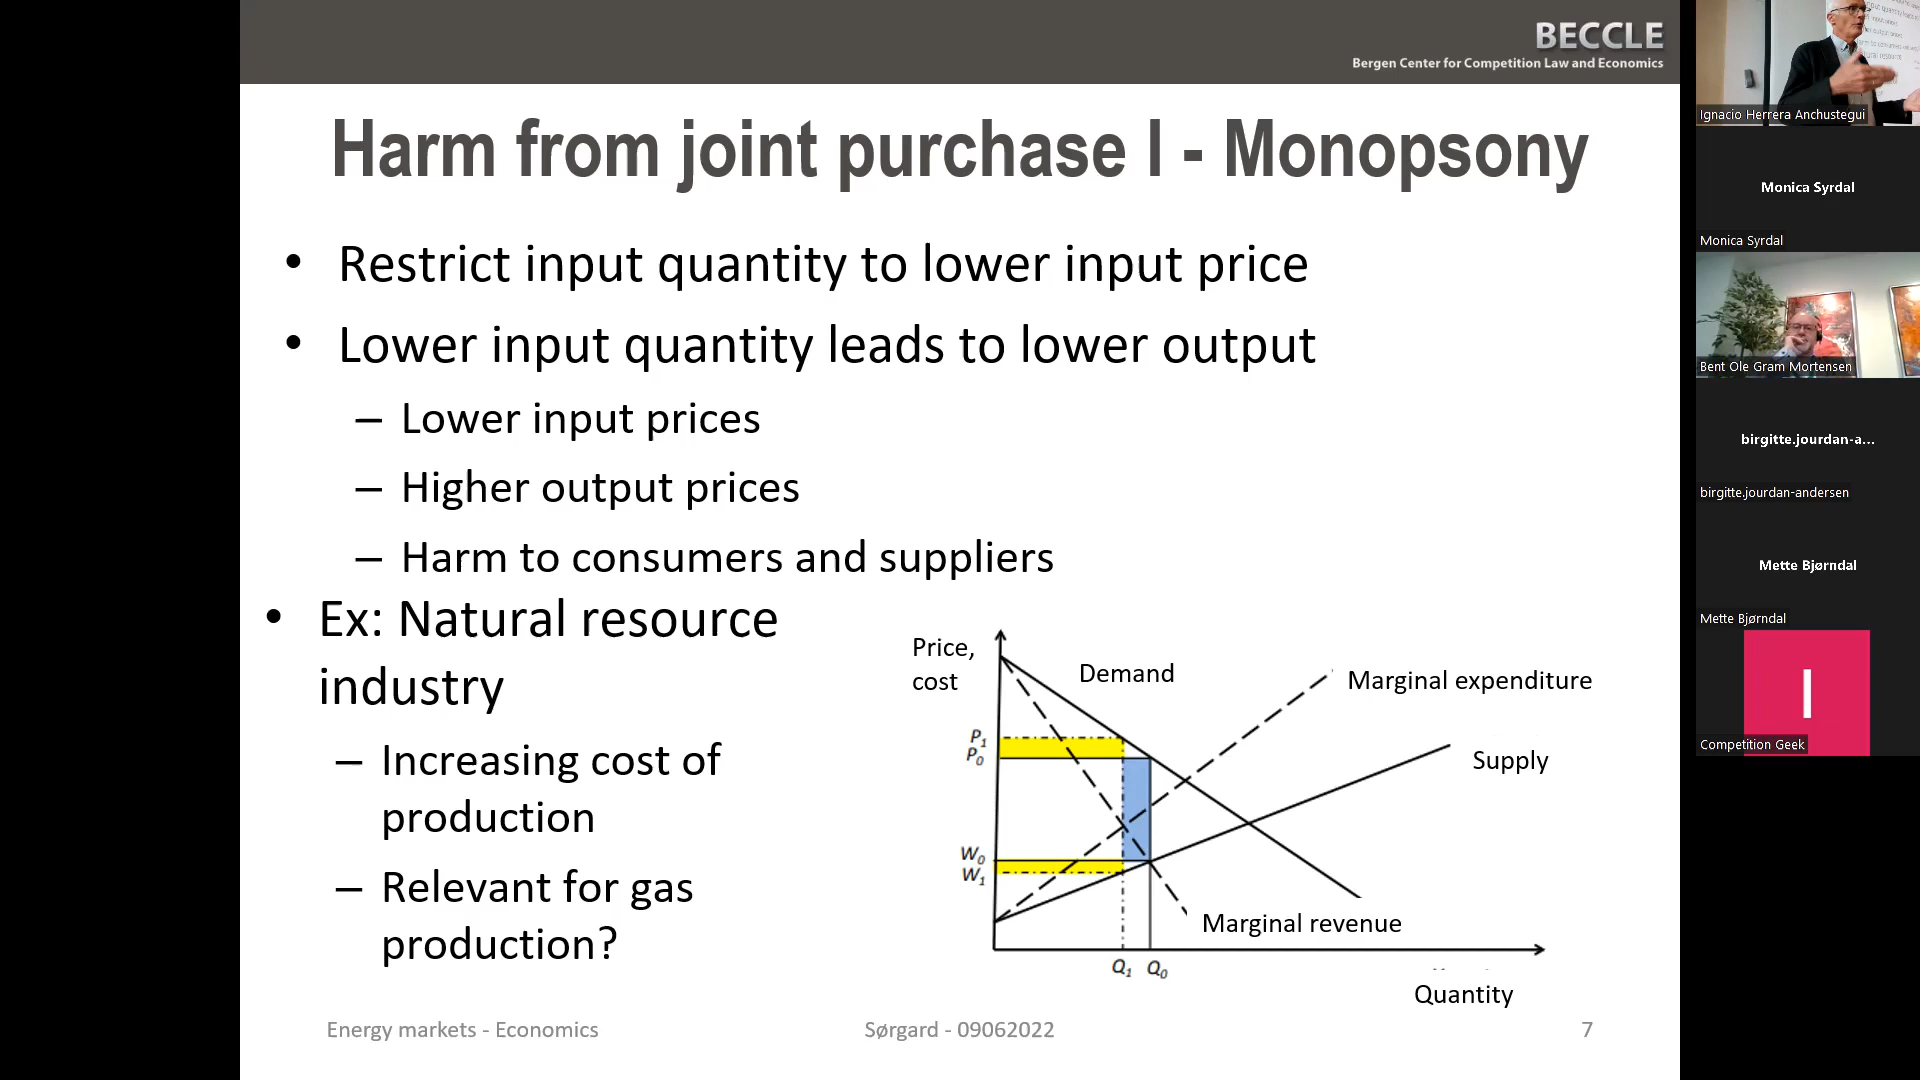 BECCLE
Bergen Center for Competition Law and Economics
Harm from joint purchase I - Monopsony
• Restrict input quantity to lower input price
• Lower input quantity leads to lower output
– Lower input prices
– Higher output prices
– Harm to consumers and suppliers
• Ex: Natural resource
industry
– Increasing cost of
production
– Relevant for gas
production?
Price,
cost
Demand
Marginal expenditure
P1
P0
Supply
W0
W1
Marginal revenue
Q1 Q0
Quantity
Energy markets - Economics
Sørgard - 09062022
7
Ignacio Herrera Anchustegui
Monica Syrdal
Monica Syrdal
Bent Ole Gram Mortensen
birgitte.jourdan-a...
birgitte.jourdan-andersen
Mette Bjørndal
Mette Bjørndal
I
Competition Geek